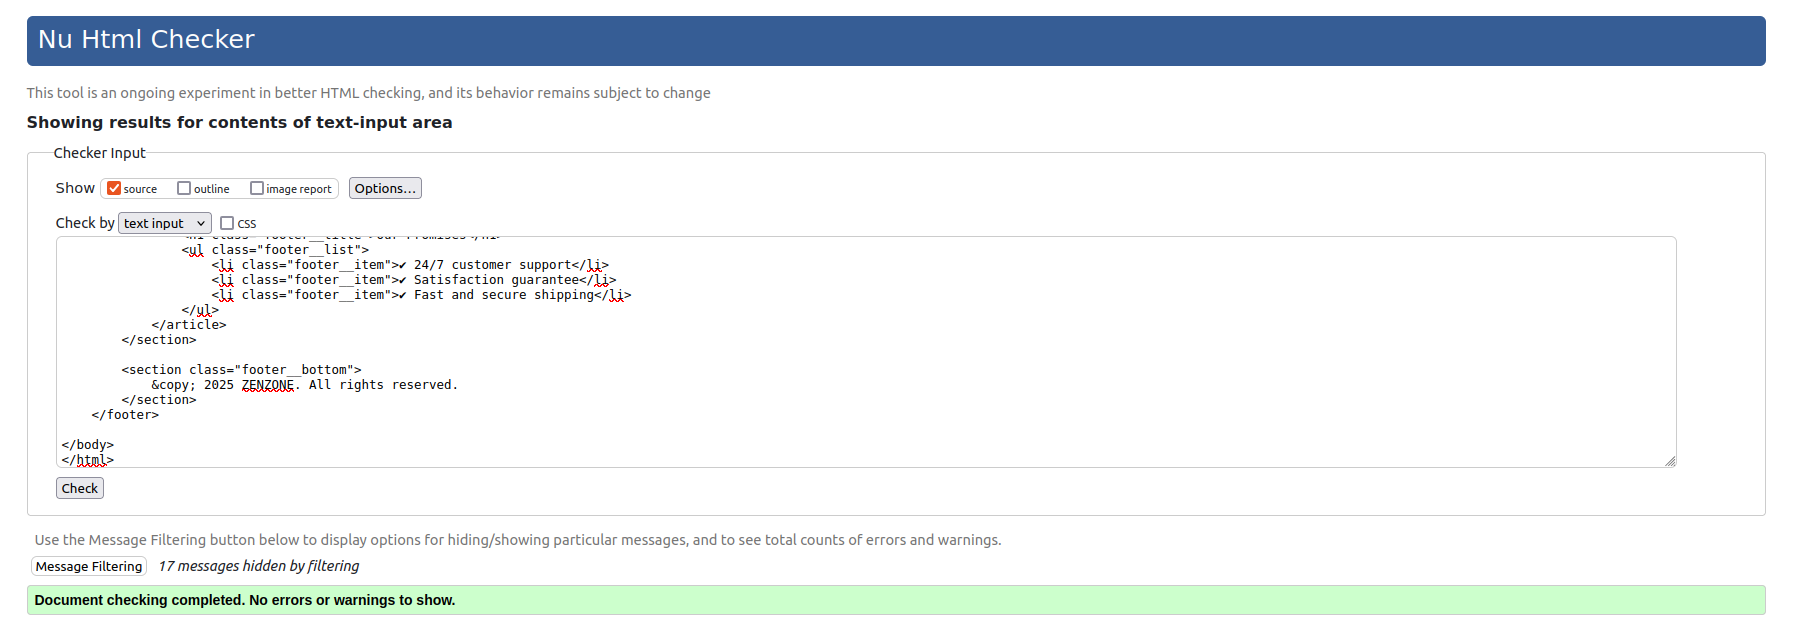 Nu Html Checker
This tool is an ongoing experiment in better HTML checking, and its behavior remains subject to change
Showing results for contents of text-input area
Checker Input
Show source outline image report Options...
Check by text input CSS
<ul class="footer__list">
<li class="footer__item">✔ 24/7 customer support</li>
<li class="footer__item">✔ Satisfaction guarantee</li>
<li class="footer__item">✔ Fast and secure shipping</li>
</ul>
</article>
</section>
<section class="footer__bottom">
&copy; 2025 ZENZONE. All rights reserved.
</section>
</footer>
</body>
</html>
Check
Use the Message Filtering button below to display options for hiding/showing particular messages, and to see total counts of errors and warnings.
Message Filtering 17 messages hidden by filtering
Document checking completed. No errors or warnings to show.